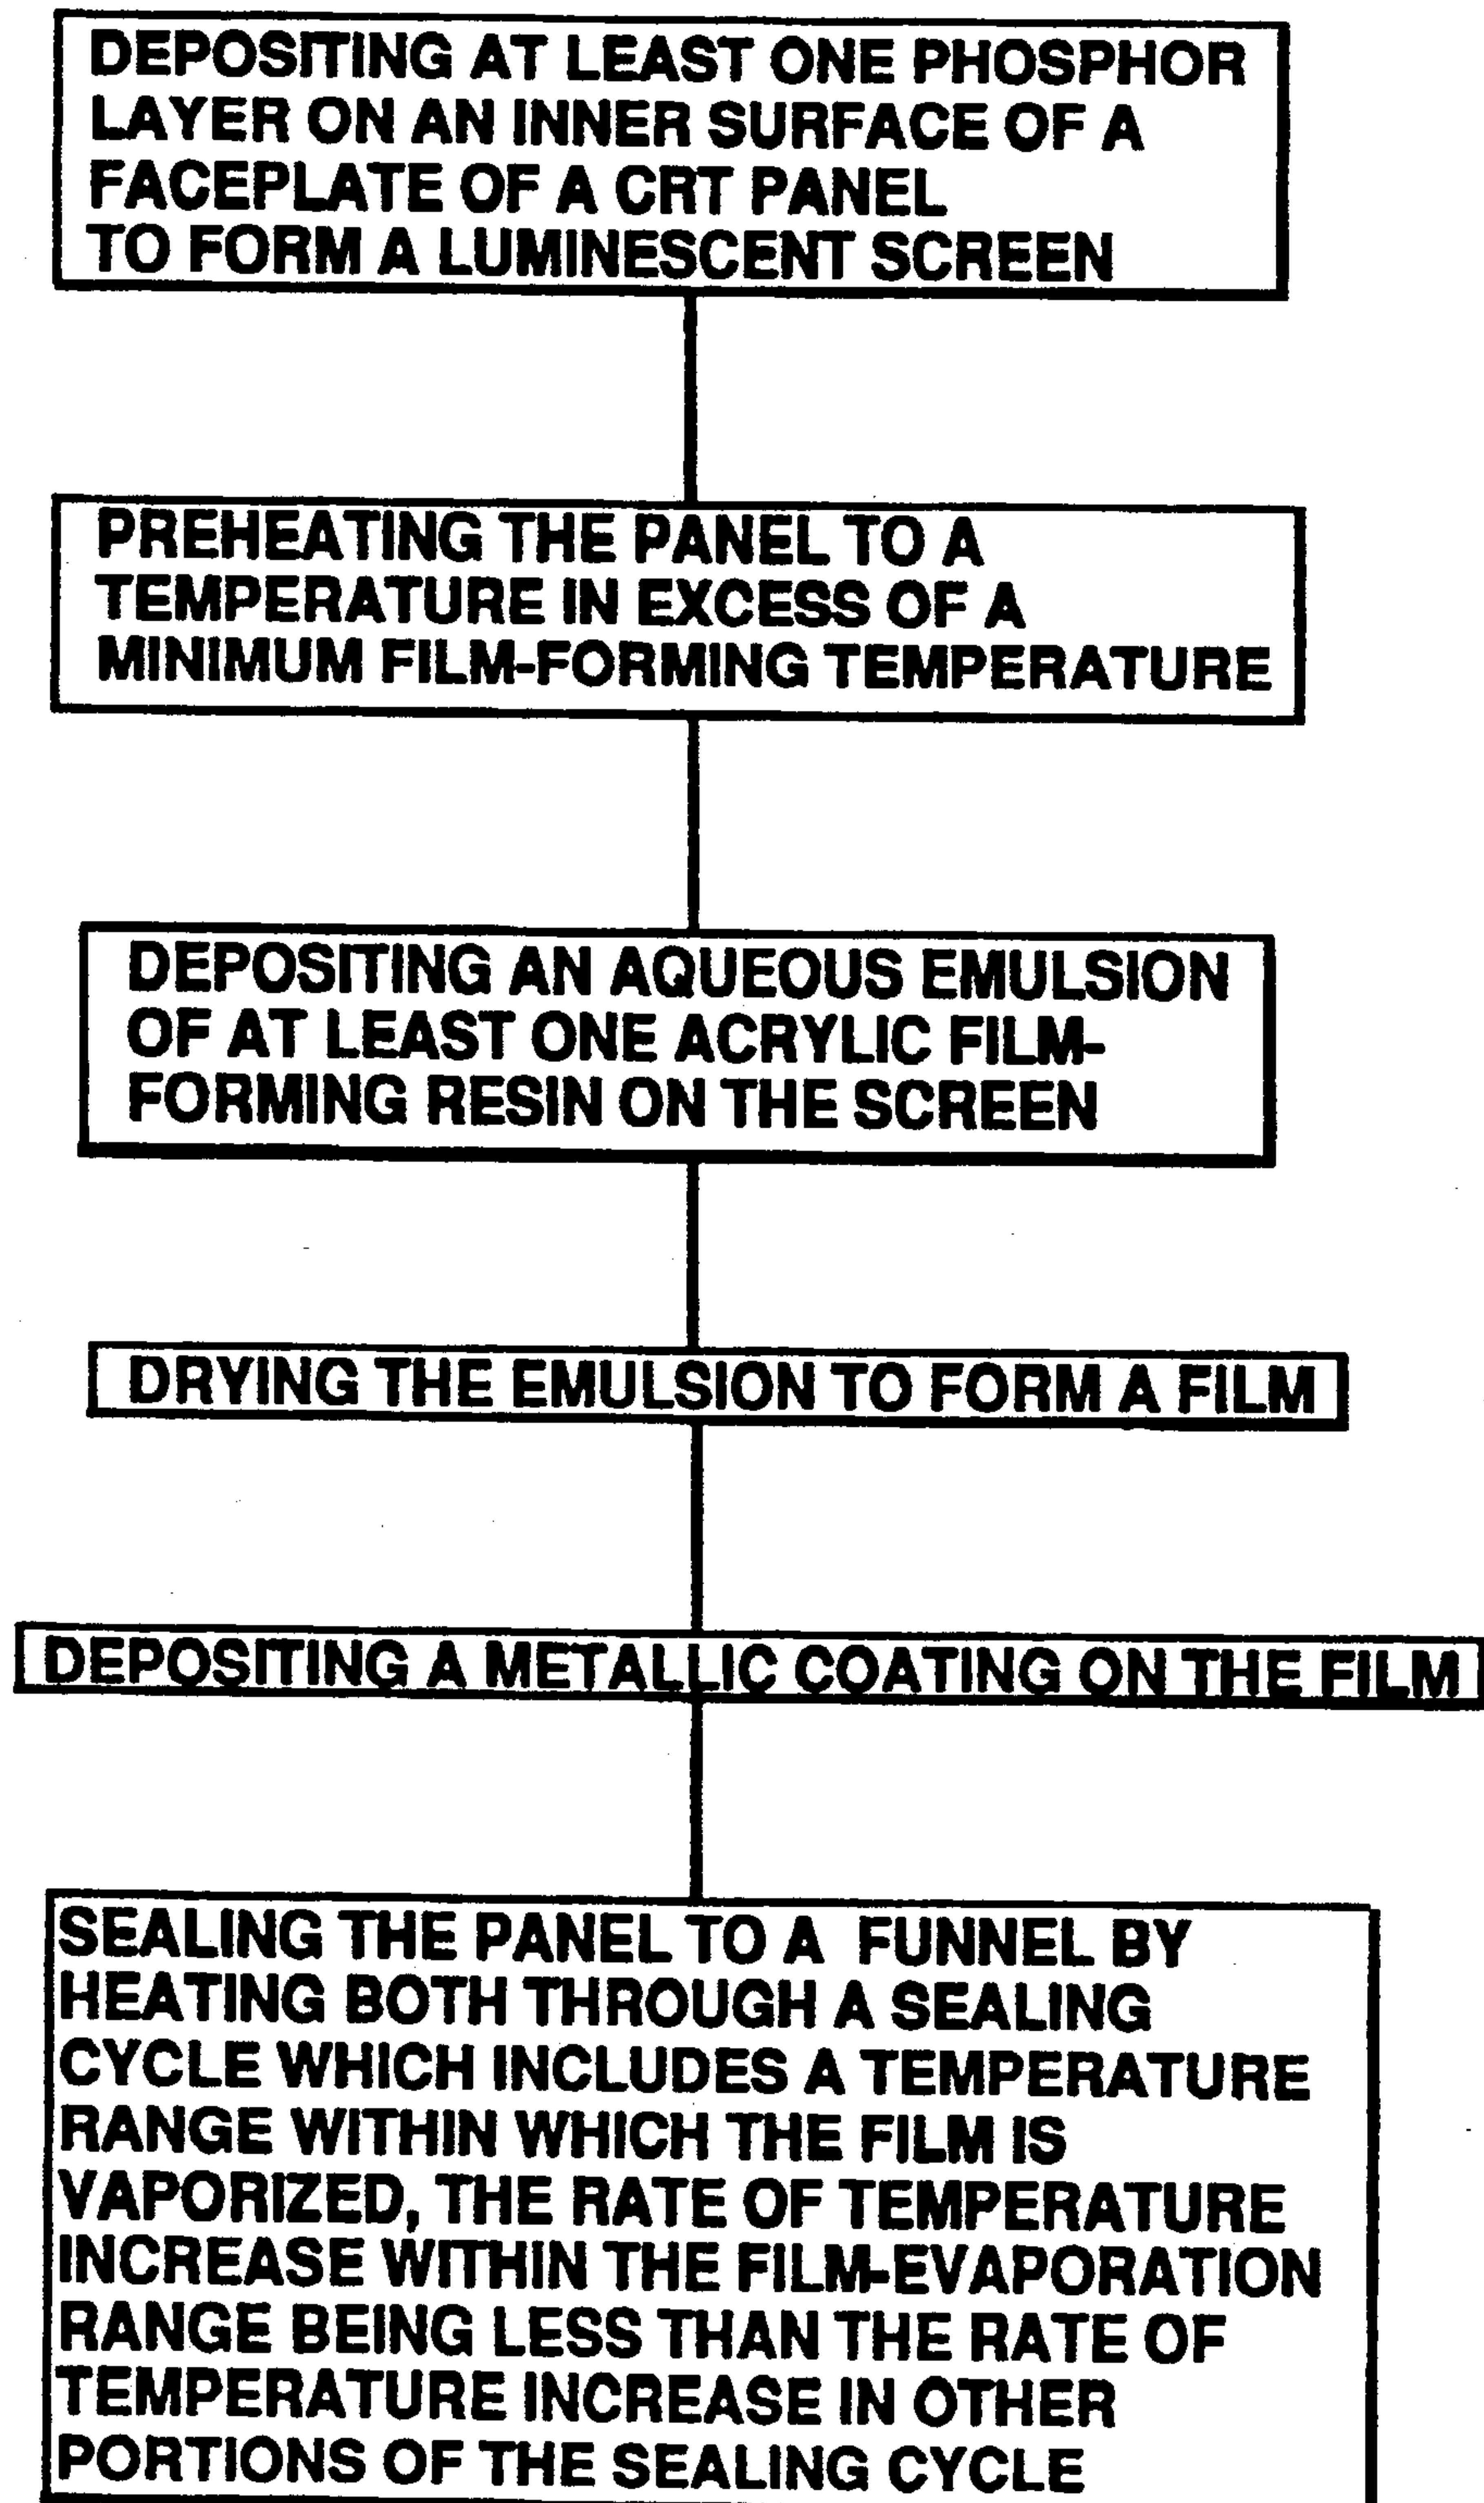 DEPOSITING AT LEAST ONE PHOSPHOR
LAYER ON AN INNER SURFACE OF A
FACEPLATE OF A CRT PANEL
TO FORM A LUMINESCENT SCREEN
PREHEATING THE PANEL TO A
TEMPERATURE IN EXCESS OF A
MINIMUM FILM-FORMING TEMPERATURE
DEPOSITING AN AQUEOUS EMULSION
OF AT LEAST ONE ACRYLIC FILM-
FORMING RESIN ON THE SCREEN
DRYING THE EMULSION TO FORM A FILM
DEPOSITING A METALLIC COATING ON THE FILM
SEALING THE PANEL TO A FUNNEL BY
HEATING BOTH THROUGH A SEALING
CYCLE WHICH INCLUDES A TEMPERATURE
RANGE WITHIN WHICH THE FILM IS
VAPORIZED, THE RATE OF TEMPERATURE
INCREASE WITHIN THE FILM-EVAPORATION
RANGE BEING LESS THAN THE RATE OF
TEMPERATURE INCREASE IN OTHER
PORTIONS OF THE SEALING CYCLE